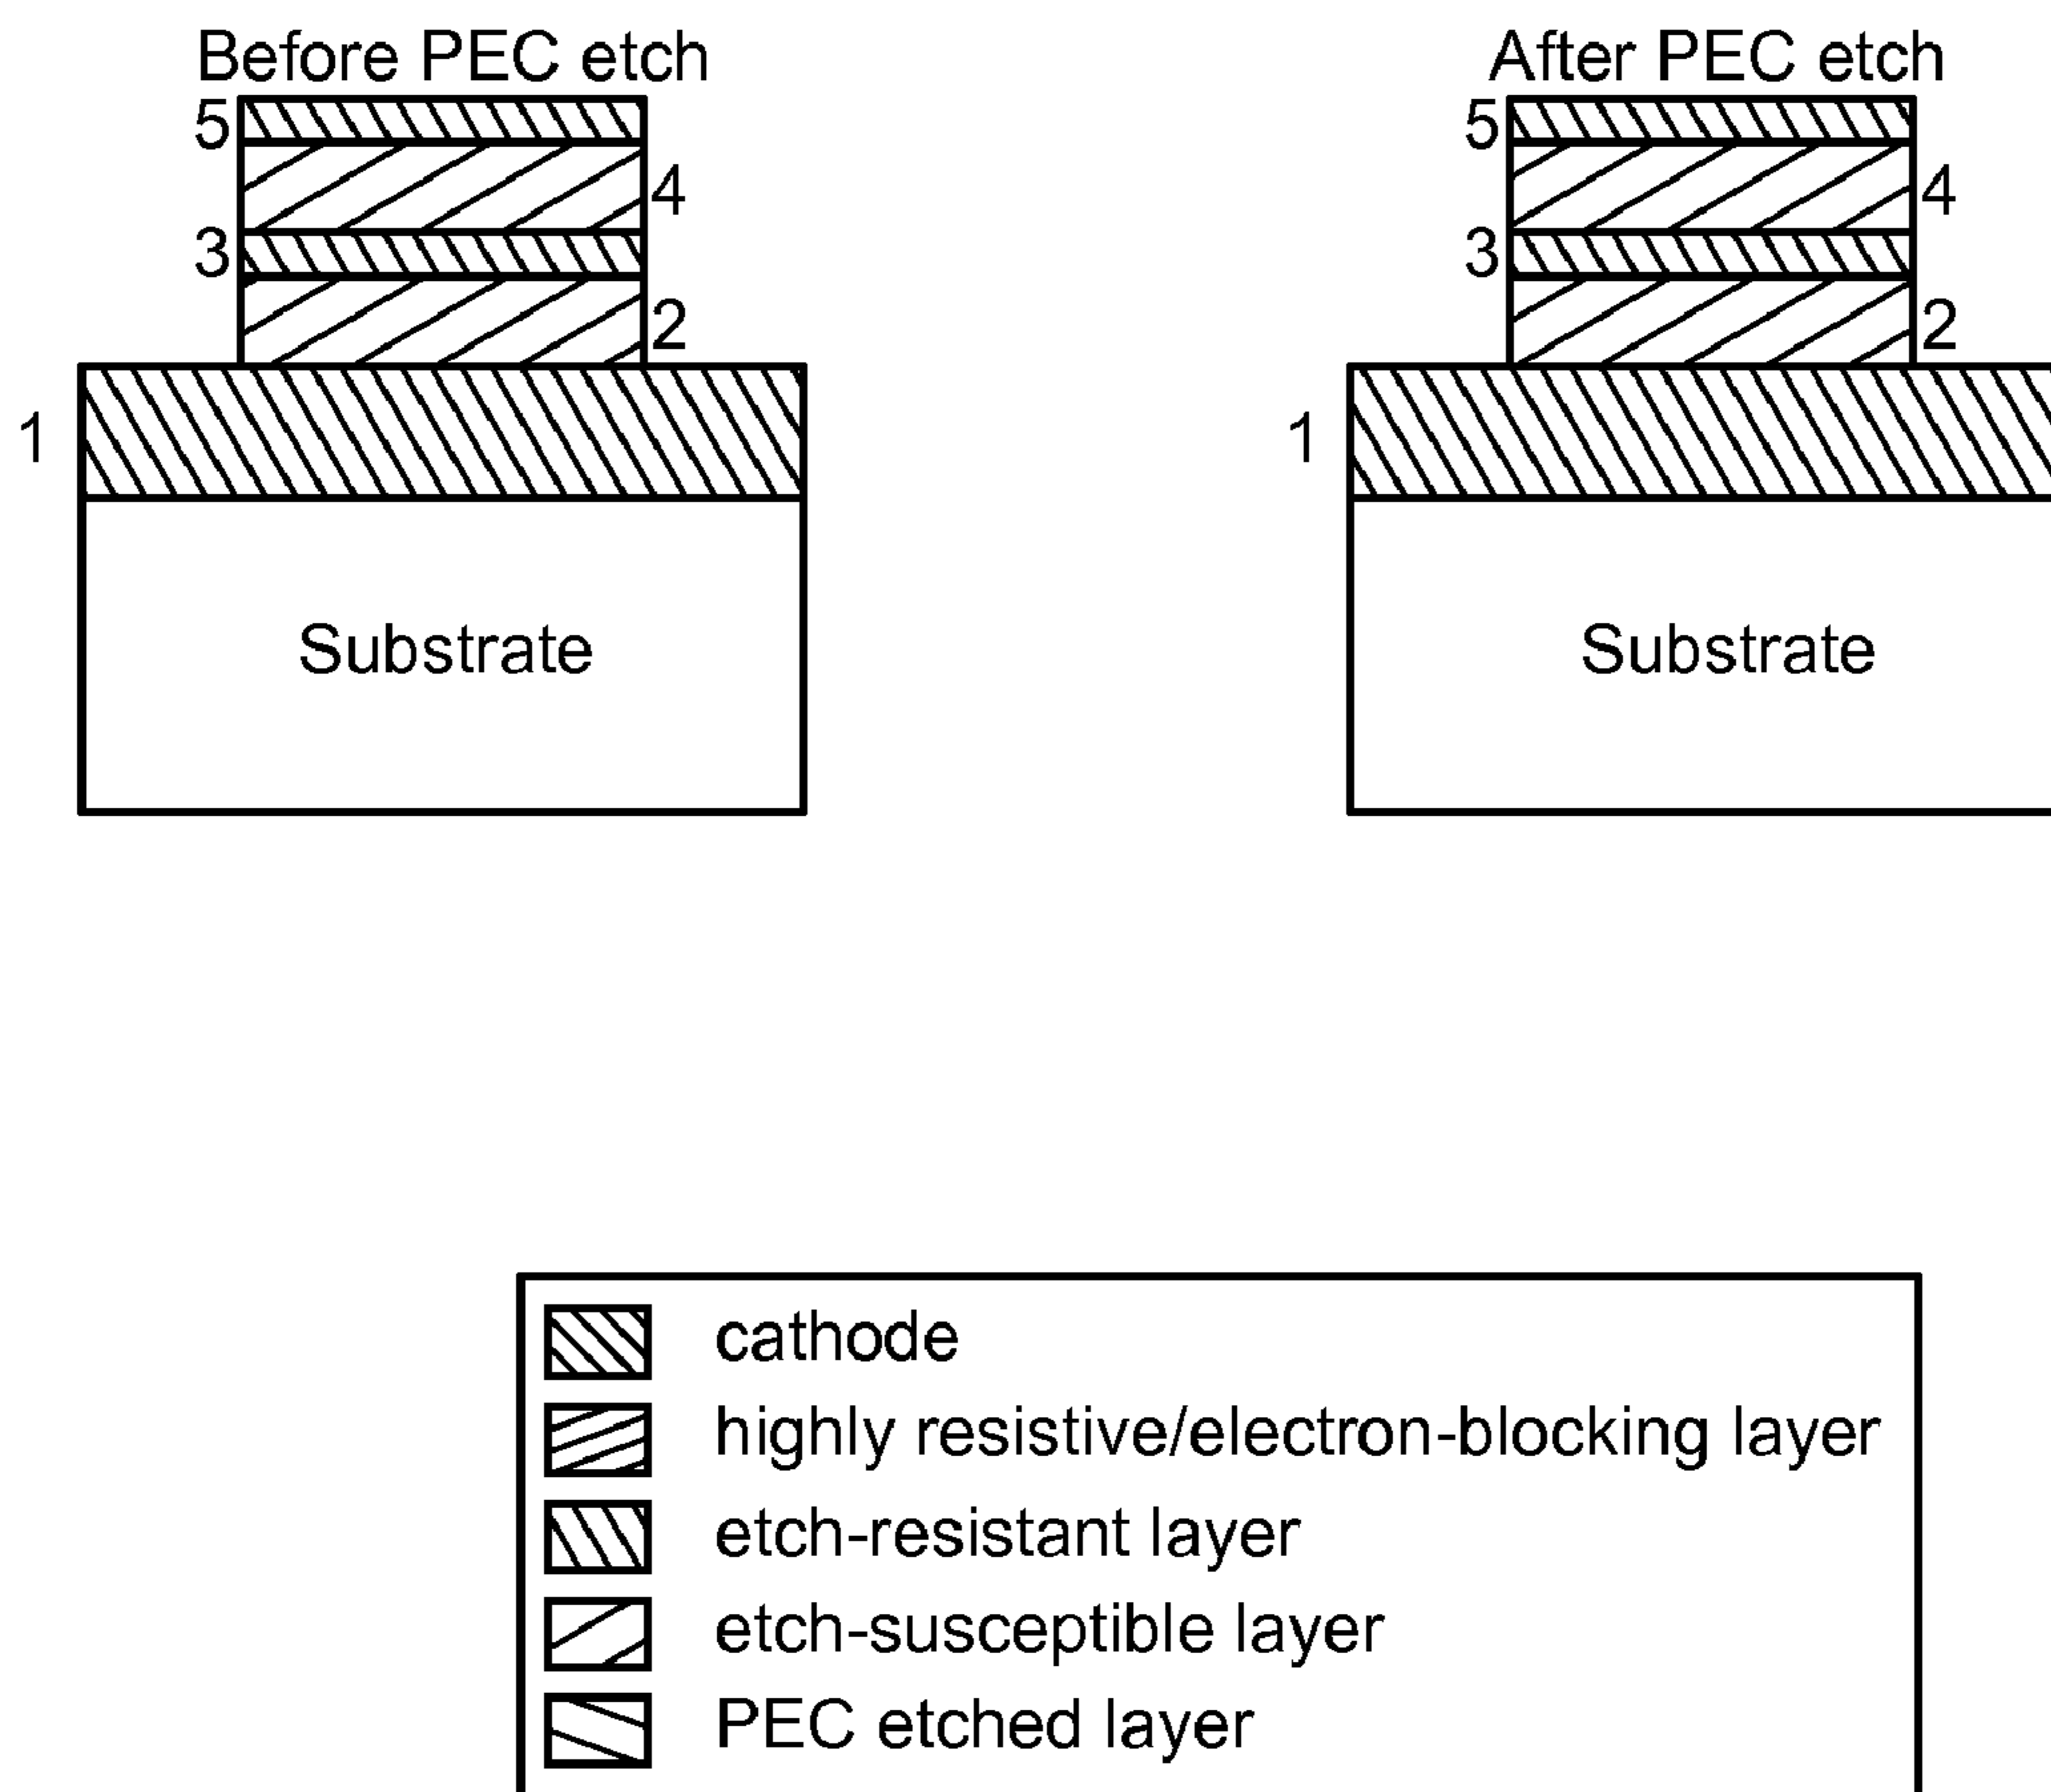 Before PEC etch
5
4
3
2
1
Substrate
After PEC etch
5
4
3
2
1
Substrate
cathode
highly resistive/electron-blocking layer
etch-resistant layer
etch-susceptible layer
PEC etched layer